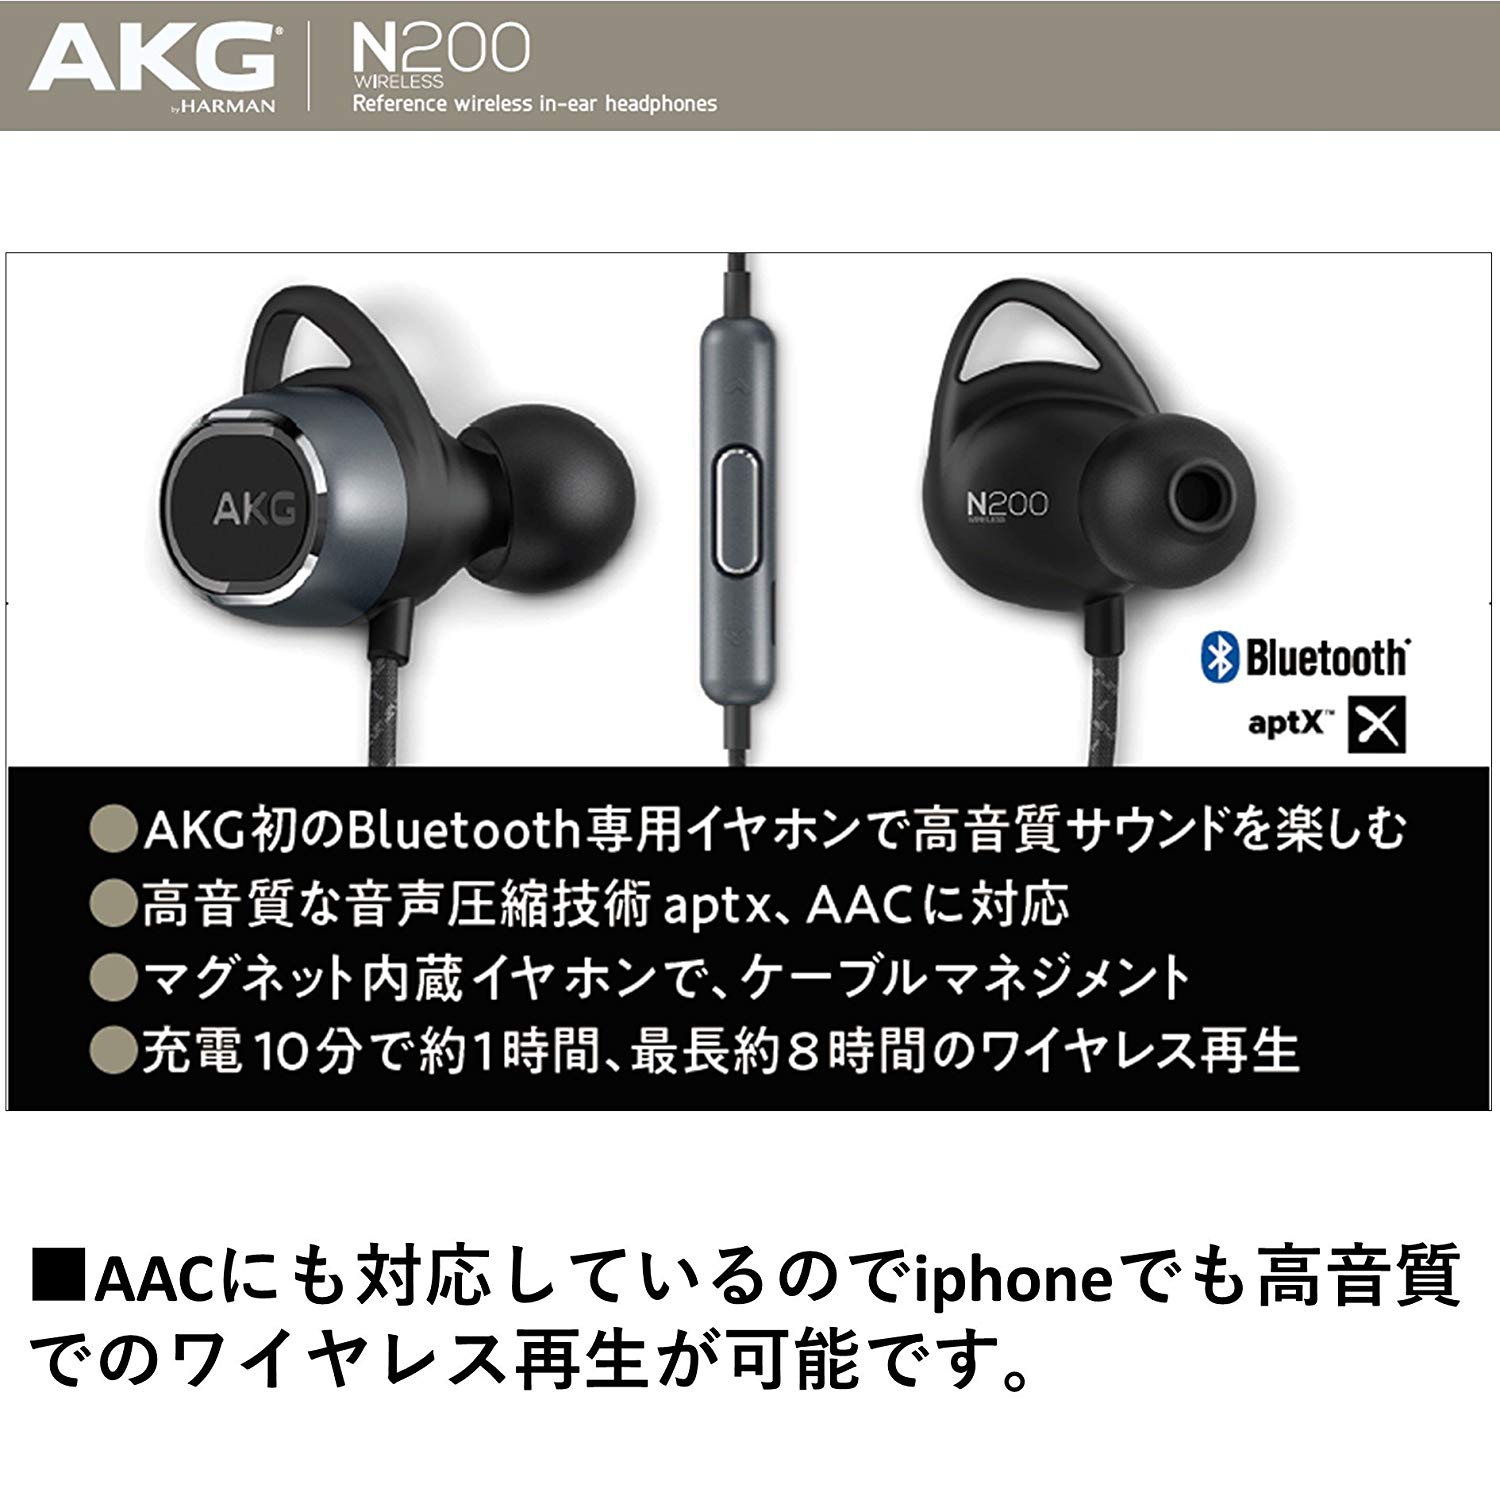 AKG®
by HARMAN
N200
WIRELESS
Reference wireless in-ear headphones
AKG
N200
WIRELESS
Bluetooth®
aptX™
●AKG初のBluetooth専用イヤホンで高音質サウンドを楽しむ
●高音質な音声圧縮技術aptx、AACに対応
●マグネット内蔵イヤホンで、ケーブルマネジメント
●充電10分で約1時間、最長約8時間のワイヤレス再生
■AACにも対応しているのでiphoneでも高音質
でのワイヤレス再生が可能です。